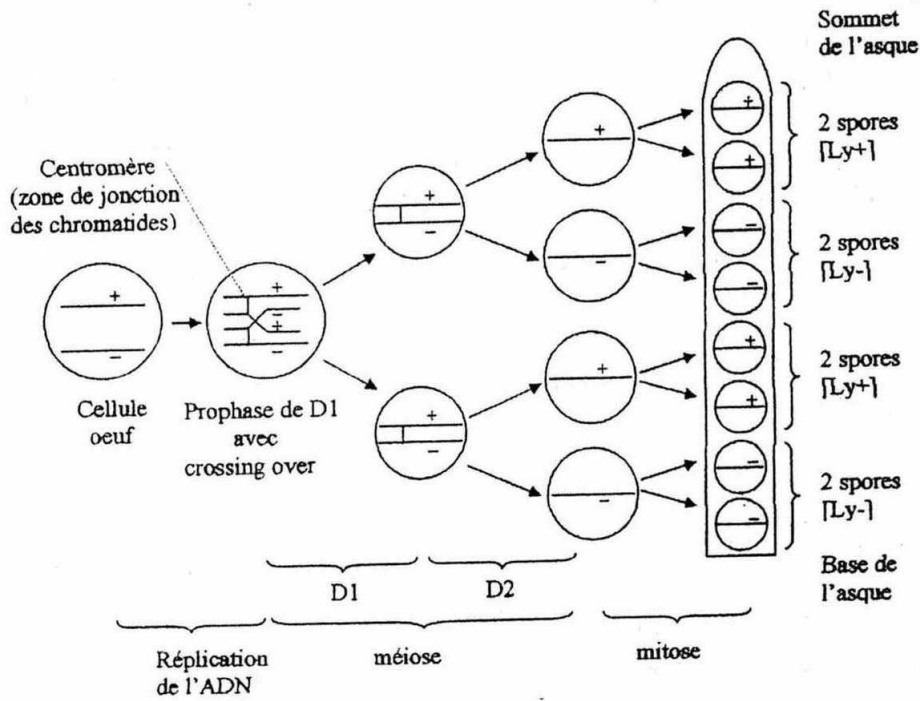 Sommet
de l'asque
+
+
2 spores
⌈Ly+⌉
+
+
-
-
2 spores
⌈Ly-⌉
-
-
Centromère
(zone de jonction
des chromatides)
+
-
+
-
+
-
+
-
+
+
+
2 spores
⌈Ly+⌉
+
-
-
-
2 spores
⌈Ly-⌉
-
Cellule
oeuf
Prophase de D1
avec
crossing over
Base de
l'asque
D1
D2
Réplication
de l'ADN
méiose
mitose